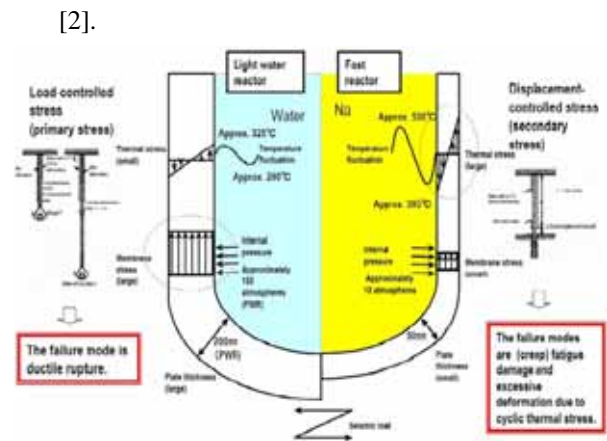 [2].
Light water
reactor
Fast
reactor
Load-controlled
stress
(primary stress)
Water
Na
Displacement-
controlled stress
(secondary
stress)
Approx. 325℃
Approx. 530℃
Thermal stress
(small)
Temperature
fluctuation
Temperature
fluctuation
Thermal stress
(large)
Approx. 290℃
Approx. 390℃
Membrane
stress
(large)
Internal
pressure
Approximately
atmospheres
(PWR)
Internal
pressure
Approximately
10 atmospheres
Membrane stress
(small)
The failure mode is
ductile rupture.
(PWR)
Plate thickness
(large)
Plate
thickness
(small)
The failure modes
are (creep) fatigue
damage and
excessive
deformation due to
cyclic thermal stress.
Seismic load